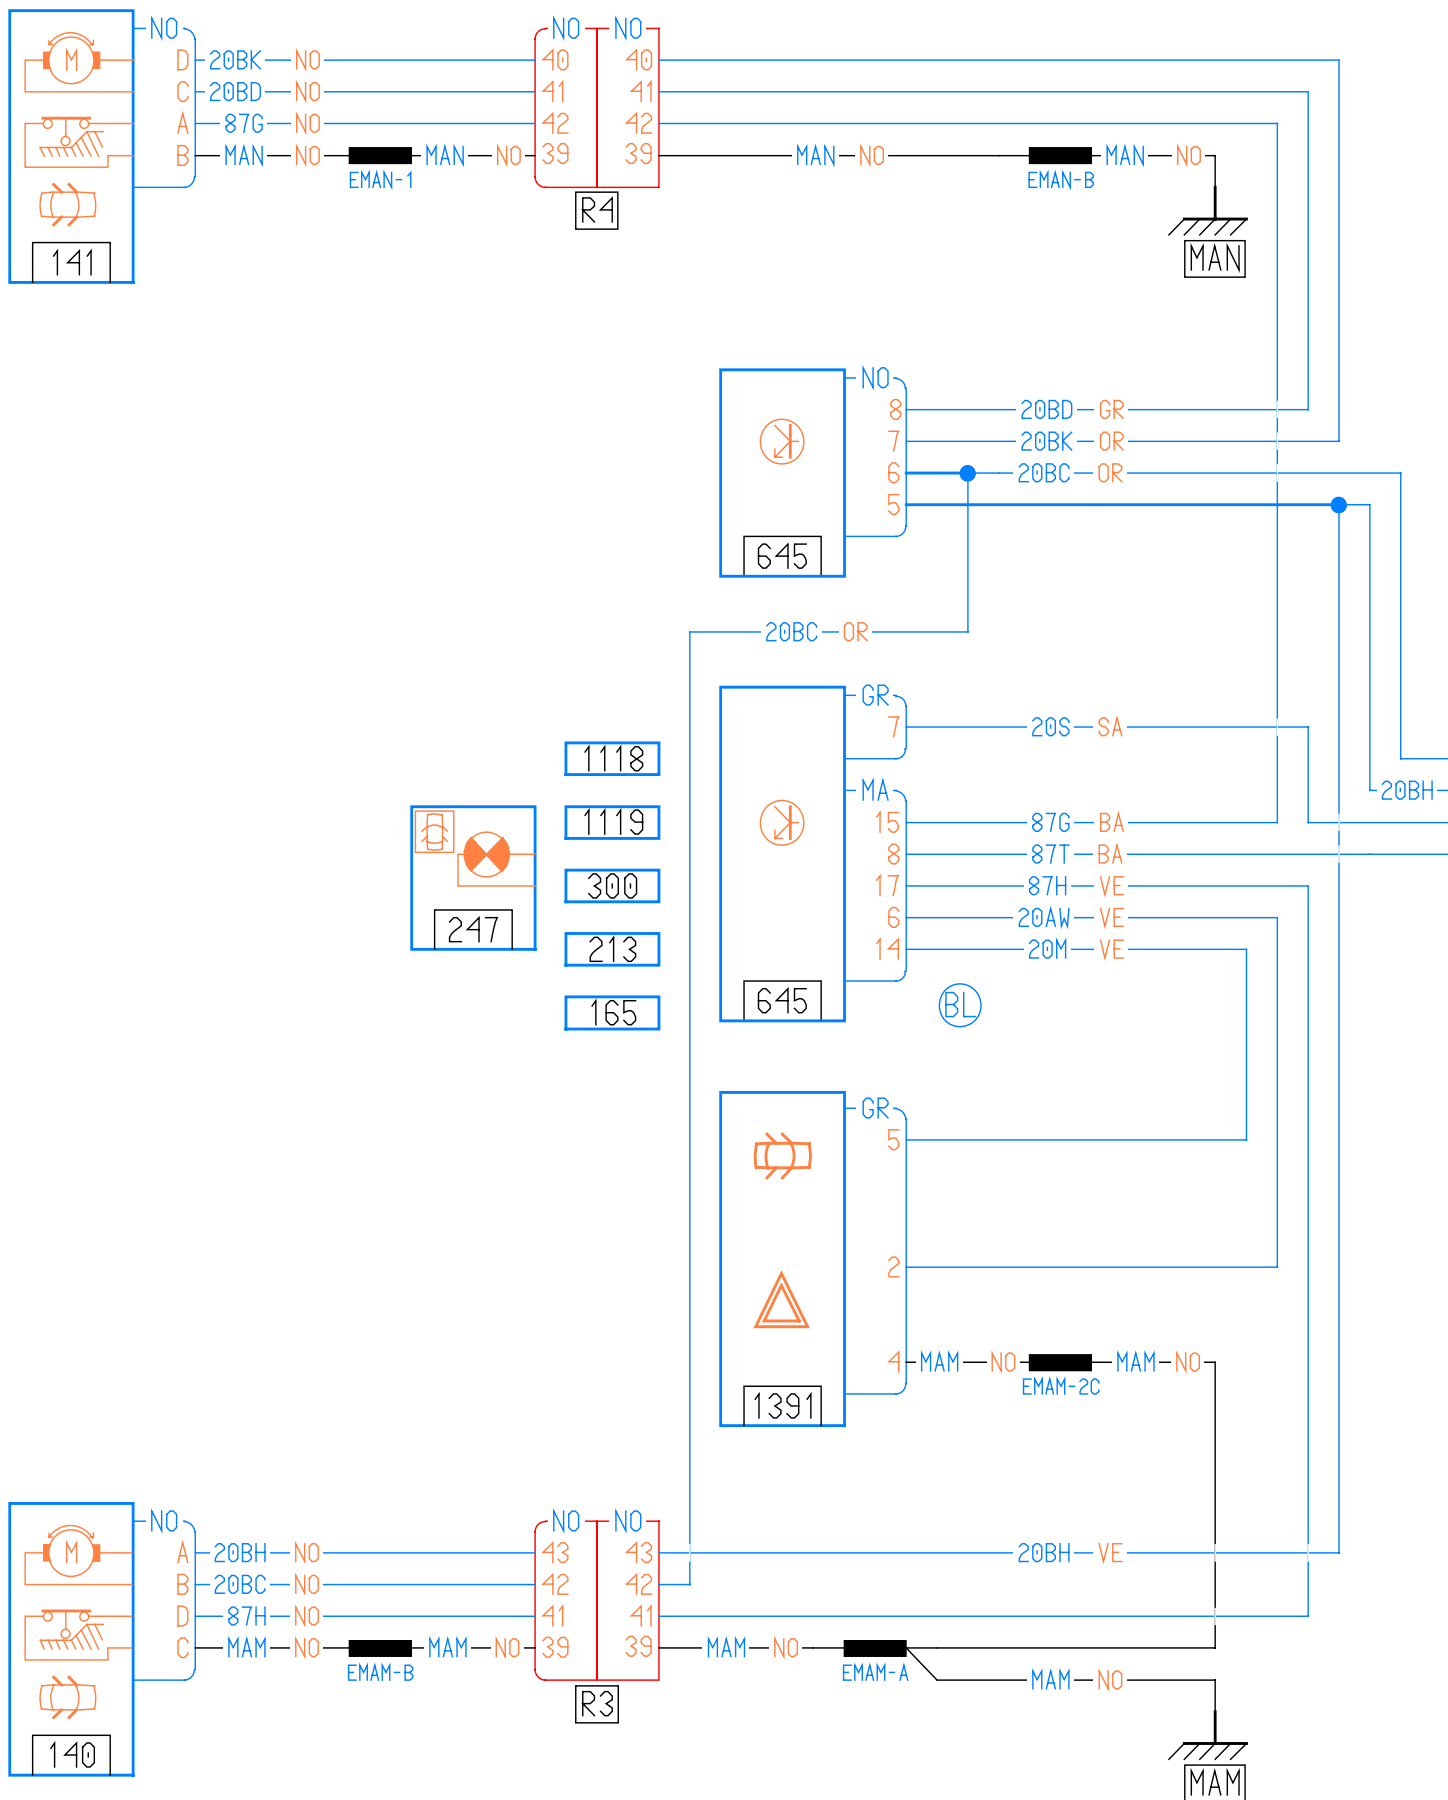 NO NO NO
M D 20BK NO 40 40
C 20BD NO 41 41
A 87G NO 42 42
B MAN NO MAN NO 39 39 MAN NO MAN NO
EMAN-1 EMAN-B
R4
141 MAN
NO
8 20BD GR
7 20BK OR
6 20BC OR
5
645
20BC OR
GR
7 20S SA
1118
MA 20BH
1119 15 87G BA
8 87T BA
300 17 87H VE
247 6 20AW VE
213 14 20M VE
645 BL
165
GR
5
2
4 MAM NO MAM NO
EMAM-2C
1391
NO NO NO
M A 20BH NO 43 43 20BH VE
B 20BC NO 42 42
D 87H NO 41 41
C MAM NO MAM NO 39 39 MAM NO
EMAM-B EMAM-A MAM NO
R3
140 MAM